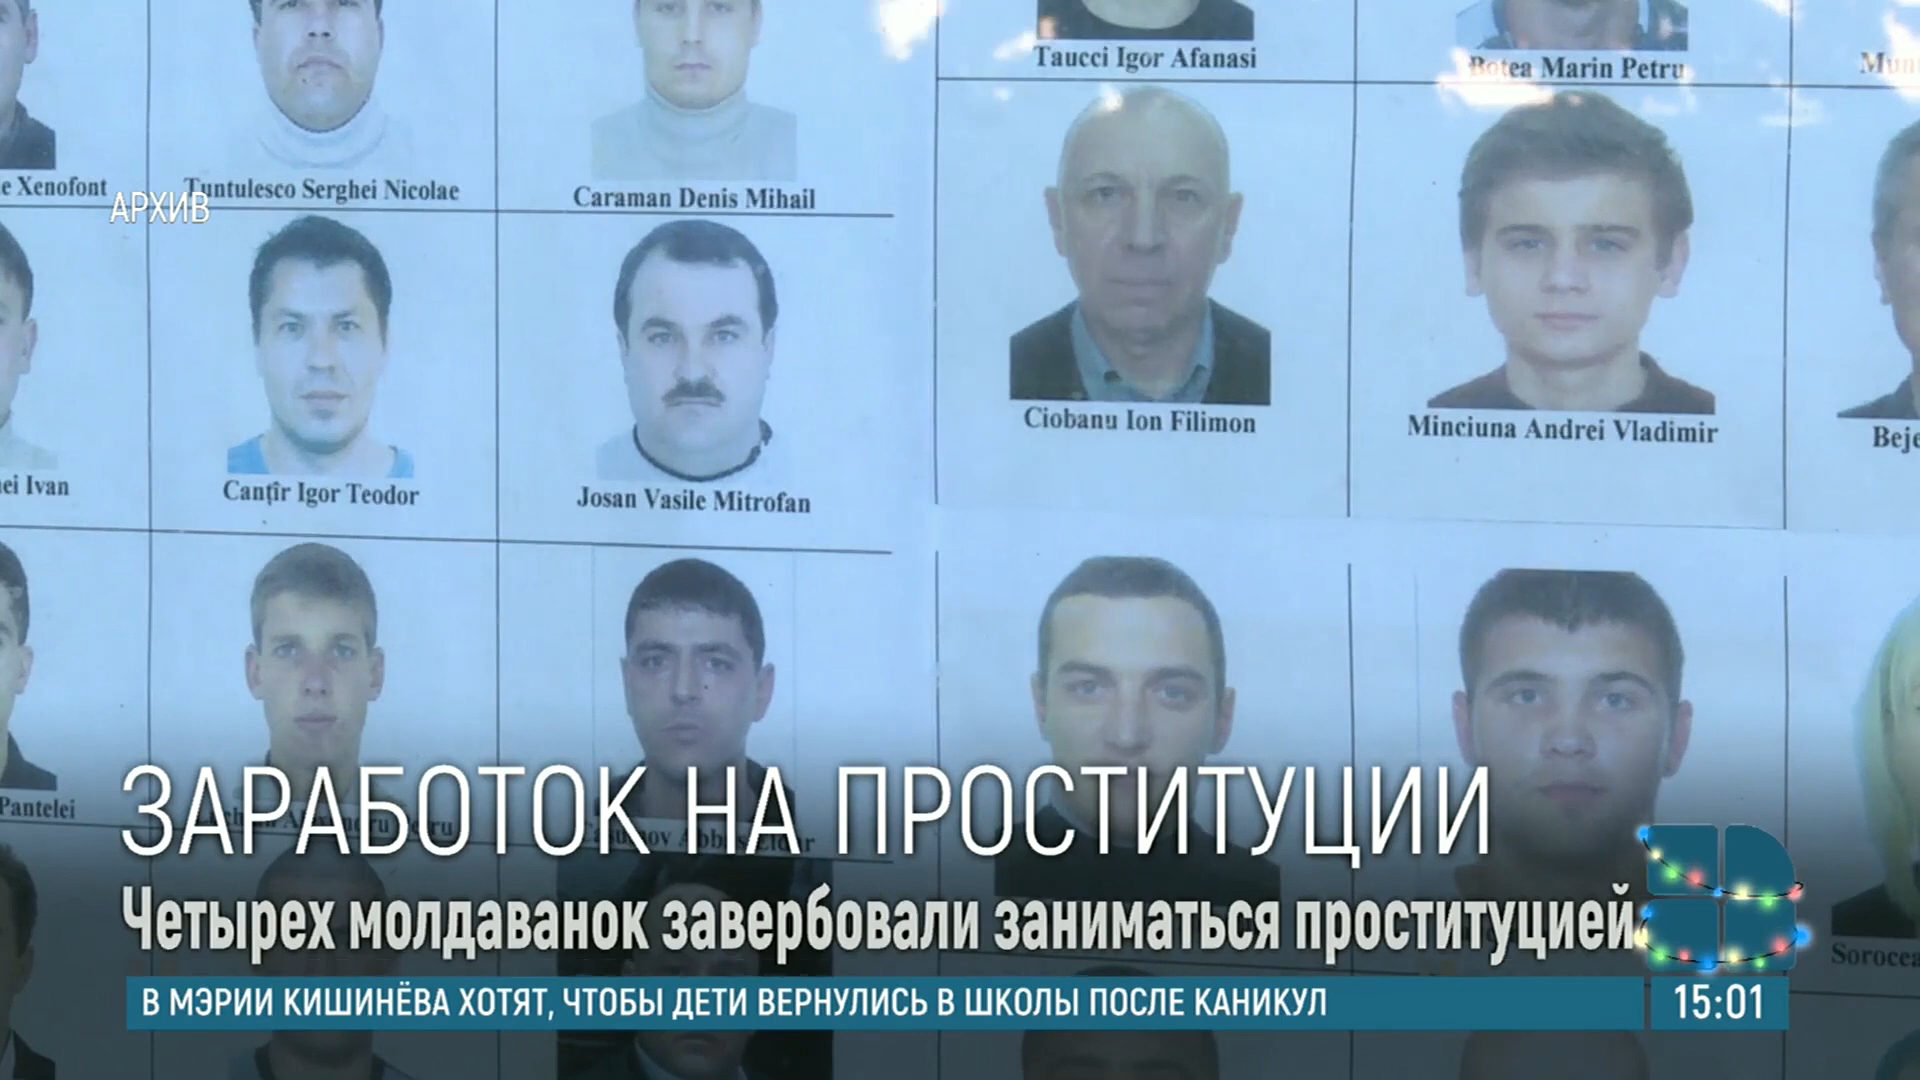 Taucci Igor Afanasi
Botea Marin Petru
e Xenofont
Tuntulesco Serghei Nicolae
Caraman Denis Mihail
АРХИВ
Ciobanu Ion Filimon
Minciuna Andrei Vladimir
Beje
ei Ivan
Canțîr Igor Teodor
Josan Vasile Mitrofan
Pantelei
ЗАРАБОТОК НА ПРОСТИТУЦИИ
Четырех молдаванок завербовали заниматься проституцией
Sorocea
В МЭРИИ КИШИНЁВА ХОТЯТ, ЧТОБЫ ДЕТИ ВЕРНУЛИСЬ В ШКОЛЫ ПОСЛЕ КАНИКУЛ
15:01